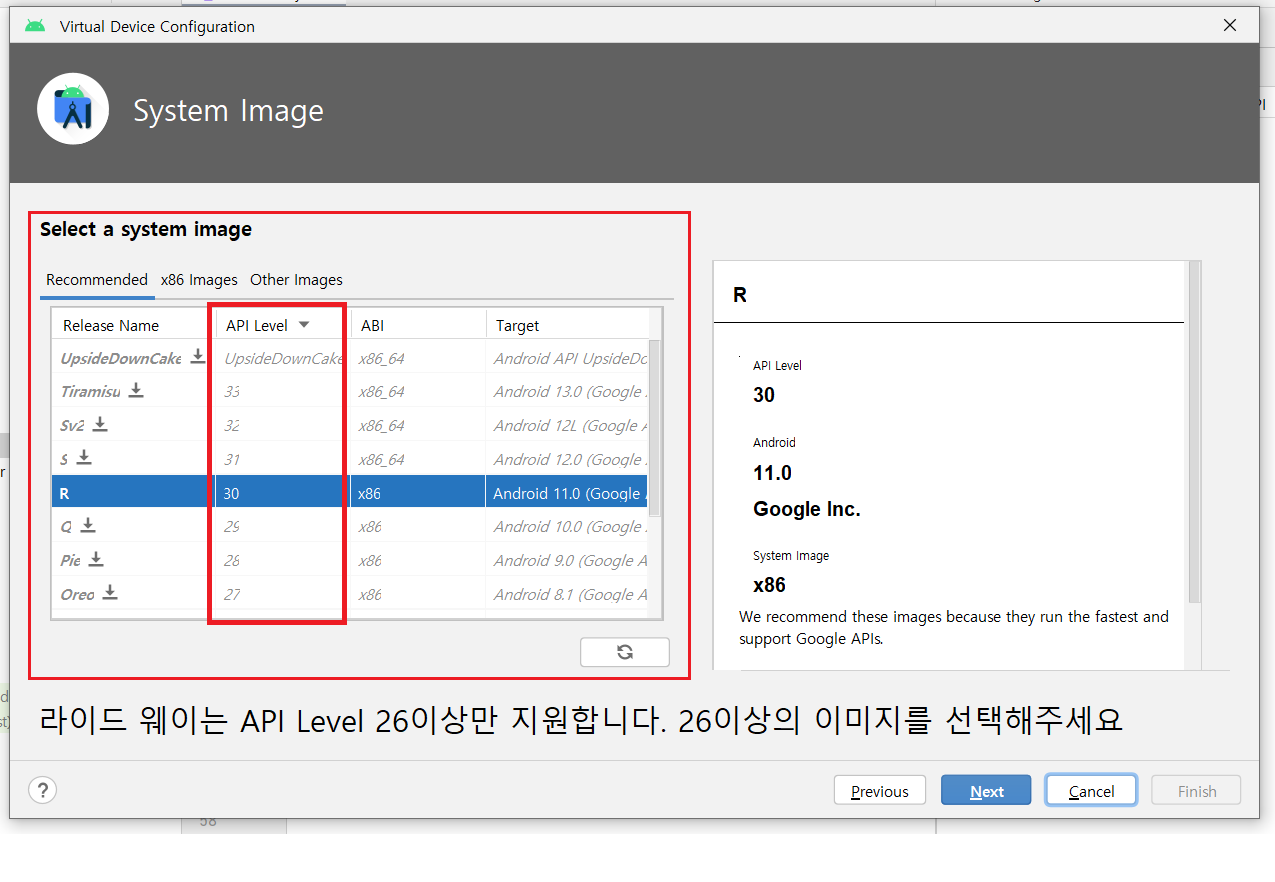 Virtual Device Configuration
System Image
Select a system image
Recommended x86 Images Other Images
Release Name API Level ABI Target
UpsideDownCake UpsideDownCake x86_64 Android API UpsideDo
Tiramisu 33 x86_64 Android 13.0 (Google
Sv2 32 x86_64 Android 12L (Google A
S 31 x86_64 Android 12.0 (Google
R 30 x86 Android 11.0 (Google A
Q 29 x86 Android 10.0 (Google
Pie 28 x86 Android 9.0 (Google A
Oreo 27 x86 Android 8.1 (Google A
R
API Level
30
Android
11.0
Google Inc.
System Image
x86
We recommend these images because they run the fastest and
support Google APIs.
라이드 웨이는 API Level 26이상만 지원합니다. 26이상의 이미지를 선택해주세요
?
Previous Next Cancel Finish
58